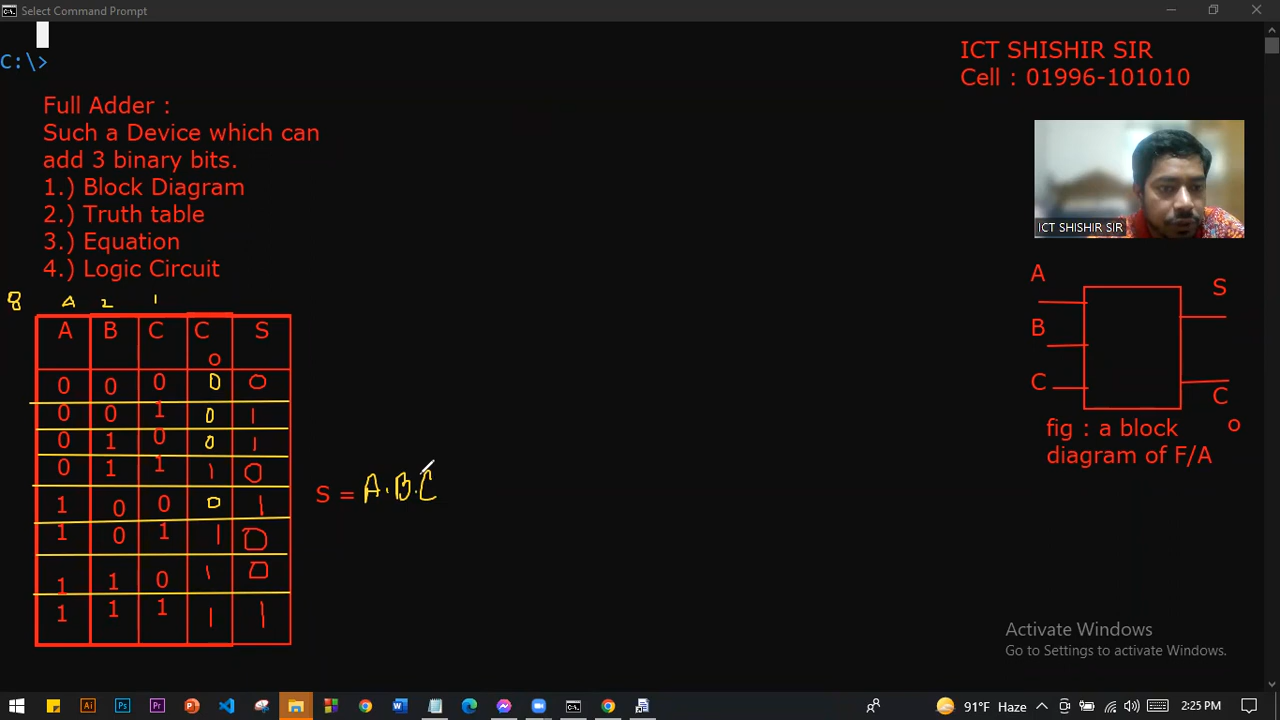 Select Command Prompt
C:\>
ICT SHISHIR SIR
Cell : 01996-101010
Full Adder :
Such a Device which can
add 3 binary bits.
1.) Block Diagram
2.) Truth table
3.) Equation
4.) Logic Circuit
ICT SHISHIR SIR
8 2 1
A B C C S
o
0 0 0 0 0
0 0 1 0 1
0 1 0 0 1
0 1 1 1 0
1 0 0 0 1
1 0 1 1 0
1 1 0 1 0
1 1 1 1 1
S = A.B.C
A
B
C
S
C
o
fig : a block
diagram of F/A
Activate Windows
Go to Settings to activate Windows.
91°F Haze
2:25 PM